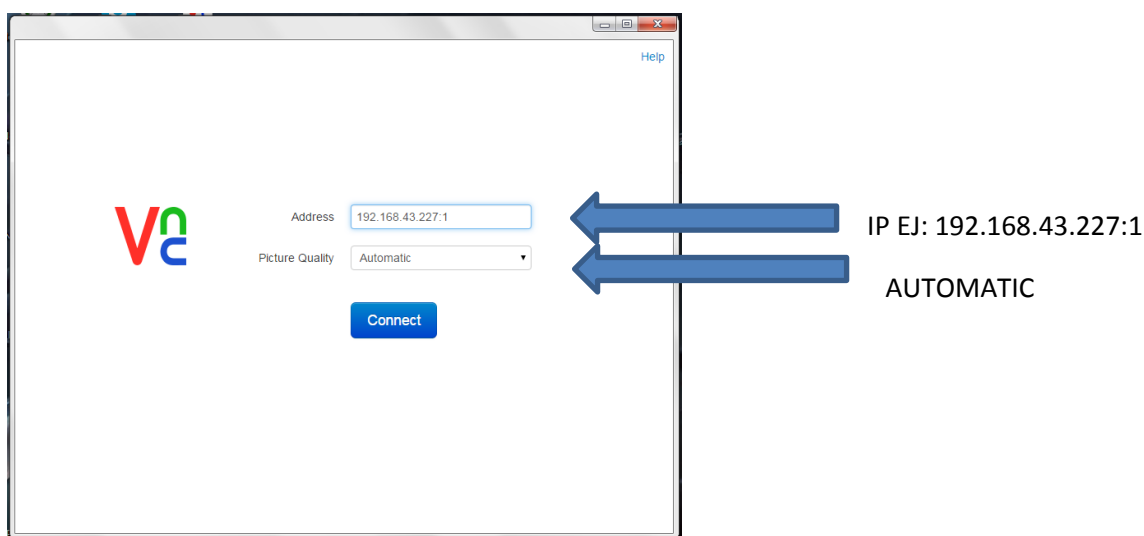 Help
Vnc
Address 192.168.43.227:1
Picture Quality Automatic
Connect
IP EJ: 192.168.43.227:1
AUTOMATIC